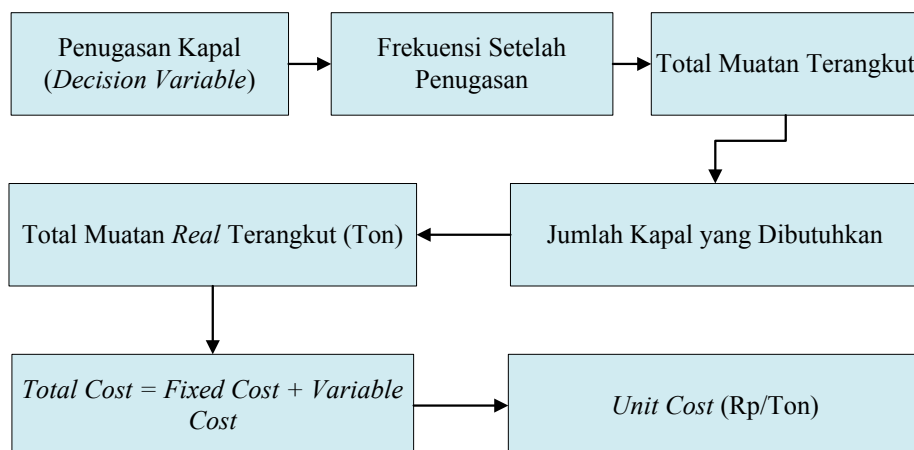 Penugasan Kapal
(Decision Variable)
Frekuensi Setelah
Penugasan
Total Muatan Terangkut
Jumlah Kapal yang Dibutuhkan
Total Muatan Real Terangkut (Ton)
Total Cost = Fixed Cost + Variable
Cost
Unit Cost (Rp/Ton)